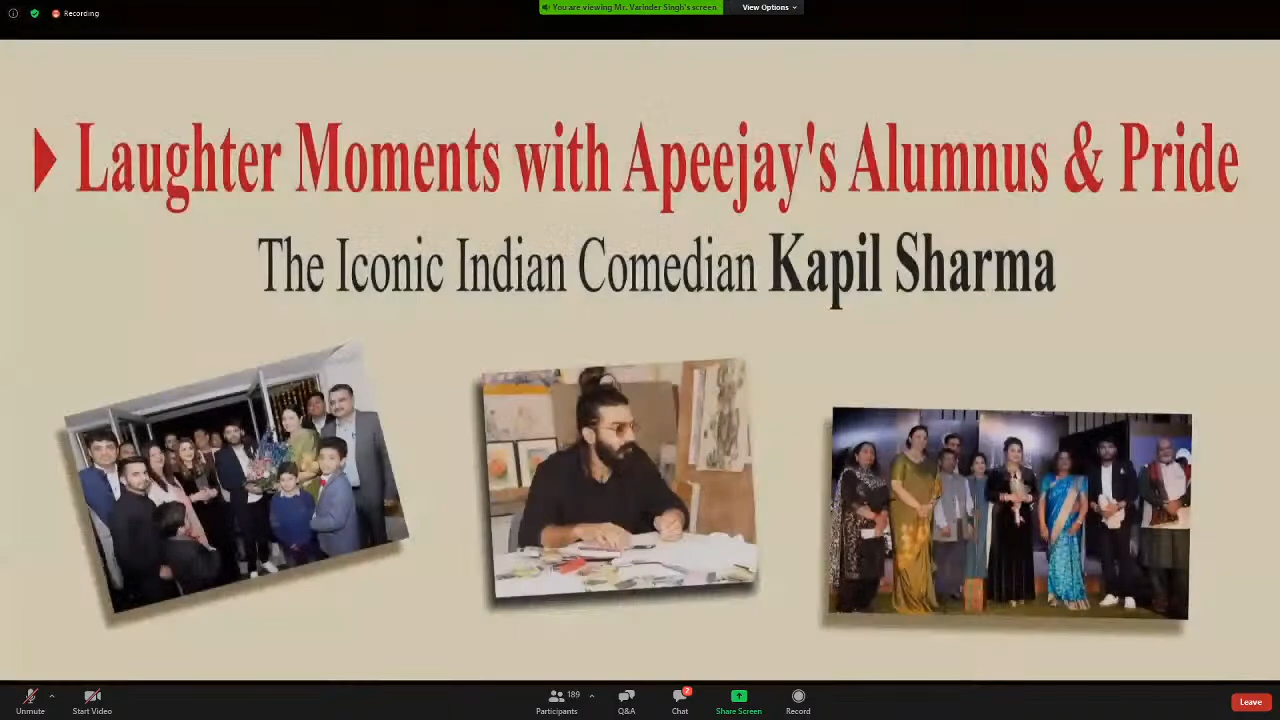 Recording
You are viewing Mr. Varinder Singh's screen
View Options
Laughter Moments with Apeejay's Alumnus & Pride
The Iconic Indian Comedian Kapil Sharma
Unmute
Start Video
Participants
189
Q&A
Chat
2
Share Screen
Record
Leave